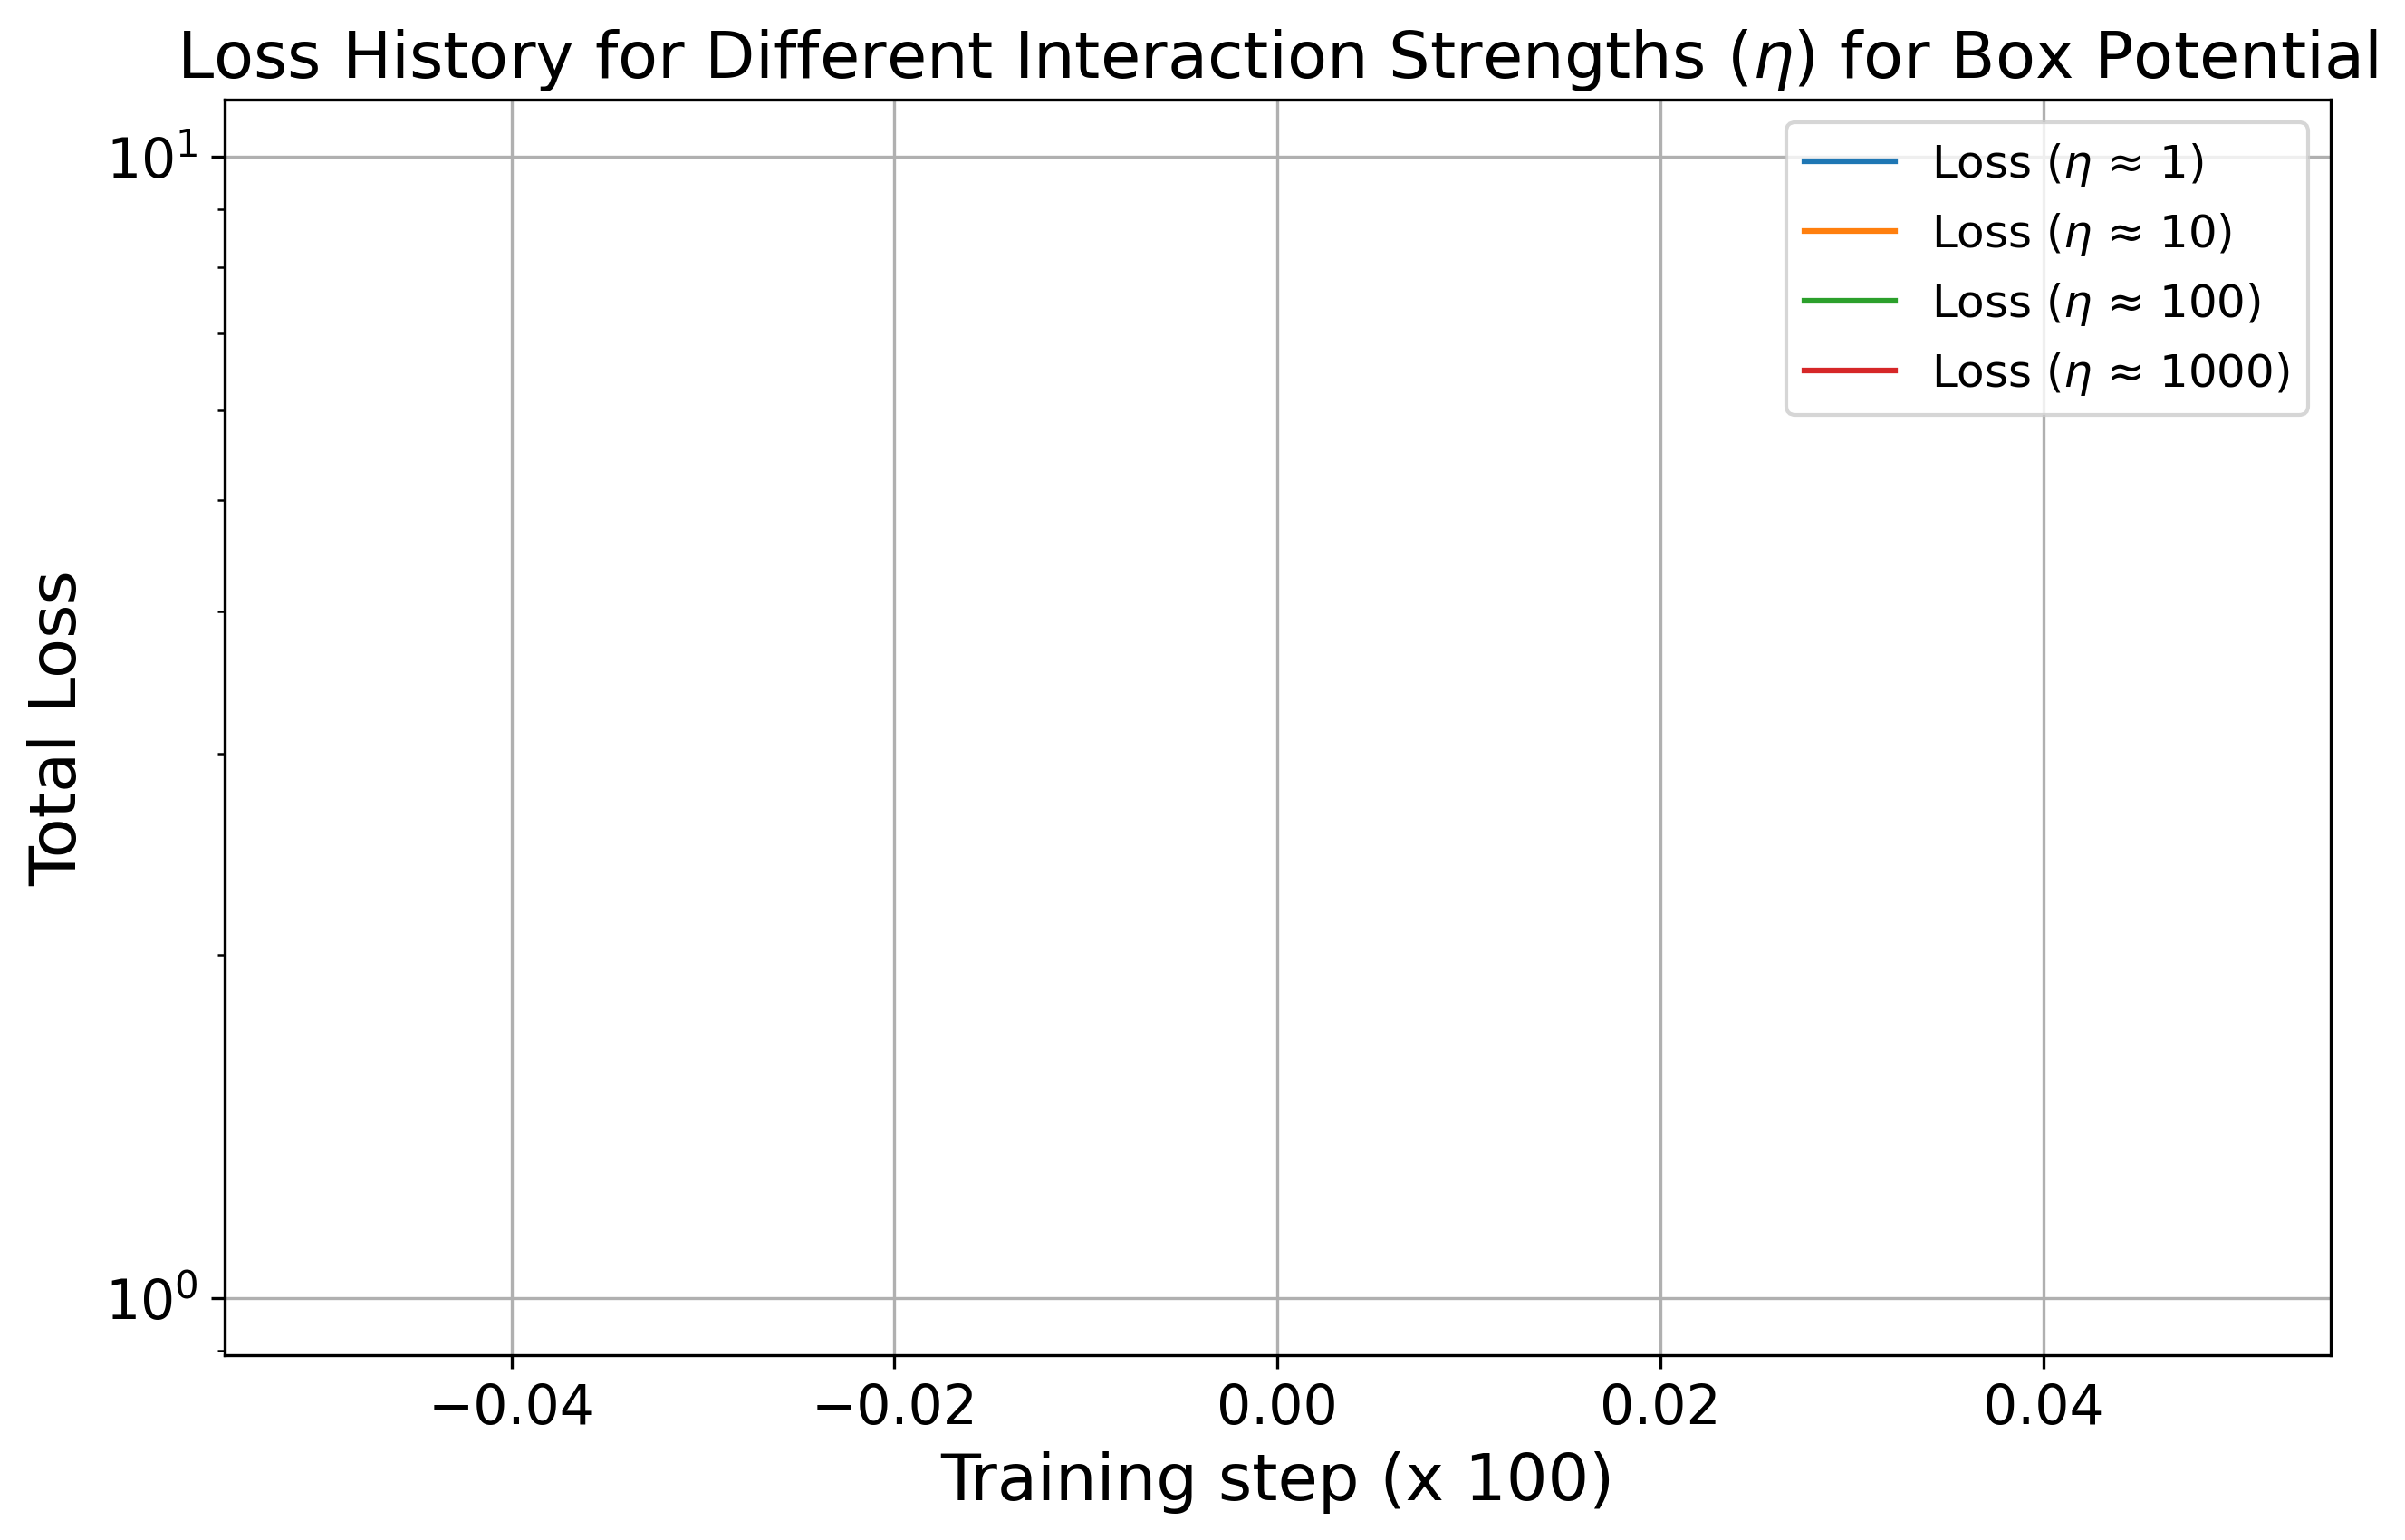 Loss History for Different Interaction Strengths (η) for Box Potential
10¹
Loss (η ≈ 1)
Loss (η ≈ 10)
Loss (η ≈ 100)
Loss (η ≈ 1000)
Total Loss
10⁰
−0.04 −0.02 0.00 0.02 0.04
Training step (x 100)